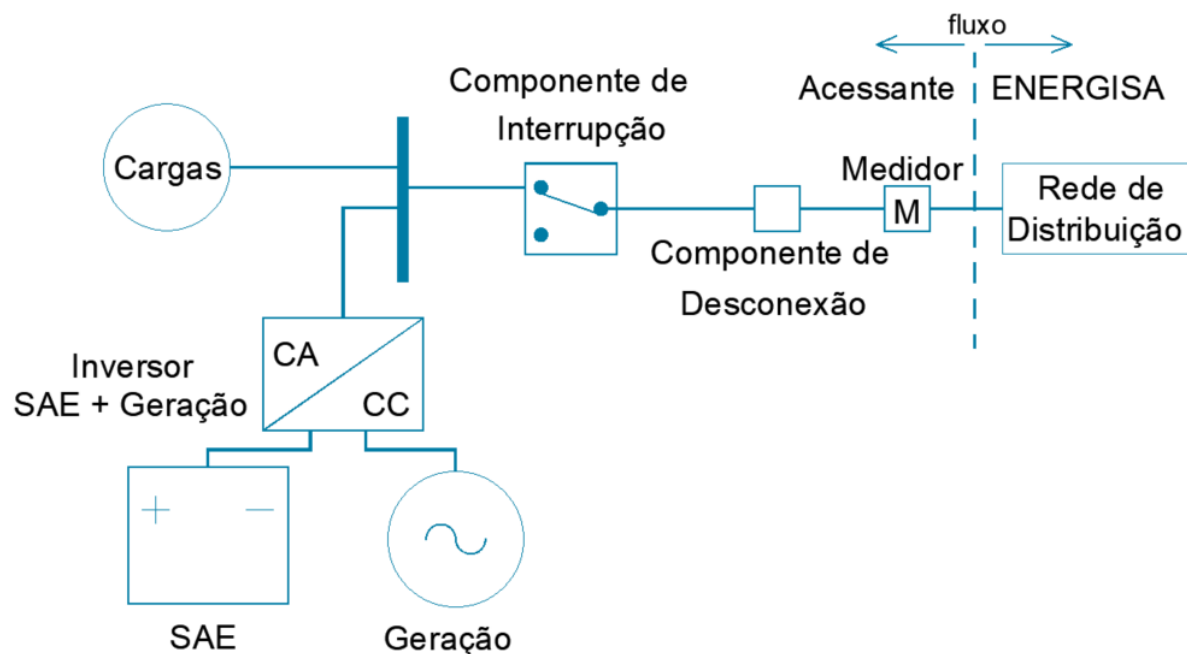 fluxo
Acessante
ENERGISA
Componente de
Interrupção
Cargas
Medidor
M
Rede de
Distribuição
Componente de
Desconexão
CA
CC
Inversor
SAE + Geração
+ −
SAE
Geração